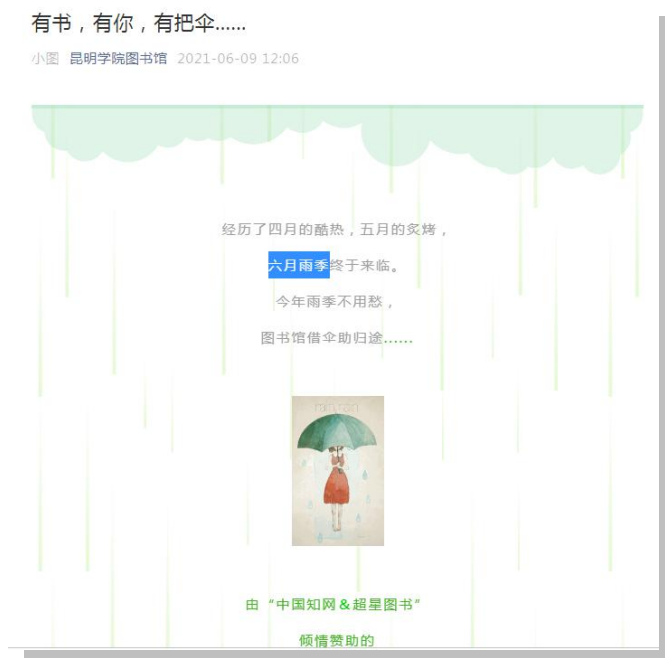 有书，有你，有把伞......
小图 昆明学院图书馆 2021-06-09 12:06
经历了四月的酷热，五月的炙烤，
六月雨季终于来临。
今年雨季不用愁，
图书馆借伞助归途......
由“中国知网&超星图书”
倾情赞助的